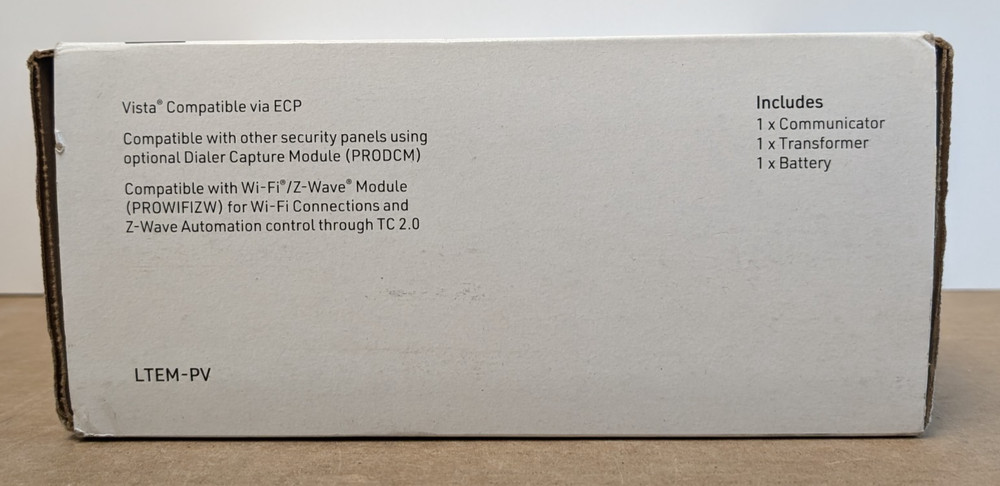 Vista® Compatible via ECP
Compatible with other security panels using
optional Dialer Capture Module (PRODCM)
Compatible with Wi-Fi®/Z-Wave® Module
(PROWIFIZW) for Wi-Fi Connections and
Z-Wave Automation control through TC 2.0
LTEM-PV
Includes
1 x Communicator
1 x Transformer
1 x Battery